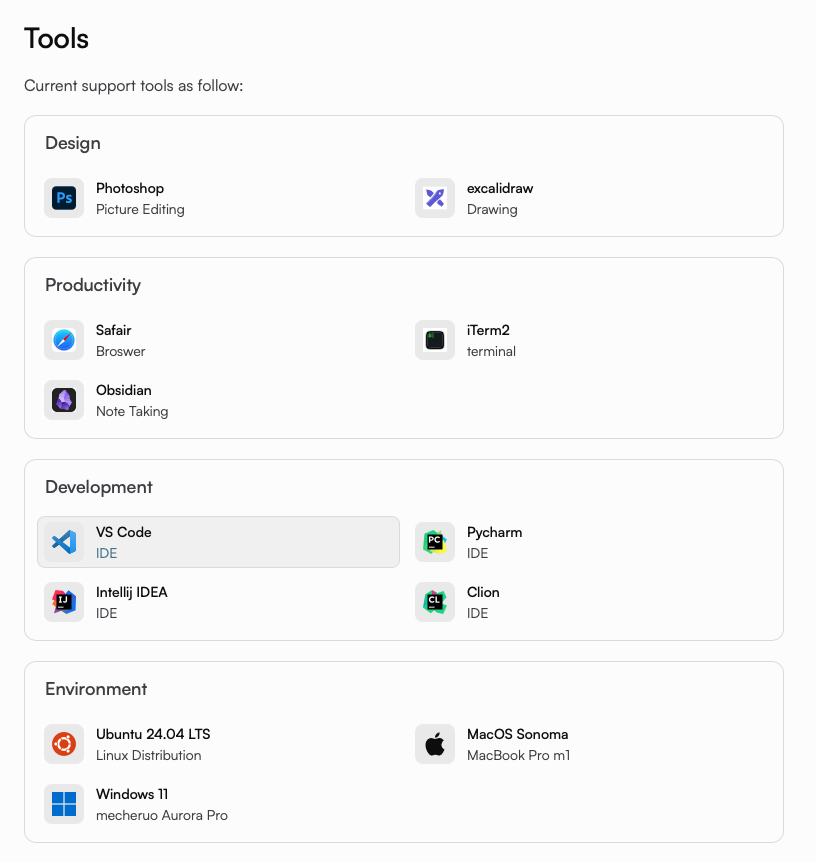 Tools
Current support tools as follow:
Design
Ps
Photoshop
Picture Editing
excalidraw
Drawing
Productivity
Safair
Broswer
iTerm2
terminal
Obsidian
Note Taking
Development
VS Code
IDE
PC
Pycharm
IDE
IJ
Intellij IDEA
IDE
CL
Clion
IDE
Environment
Ubuntu 24.04 LTS
Linux Distribution
MacOS Sonoma
MacBook Pro m1
Windows 11
mecheruo Aurora Pro